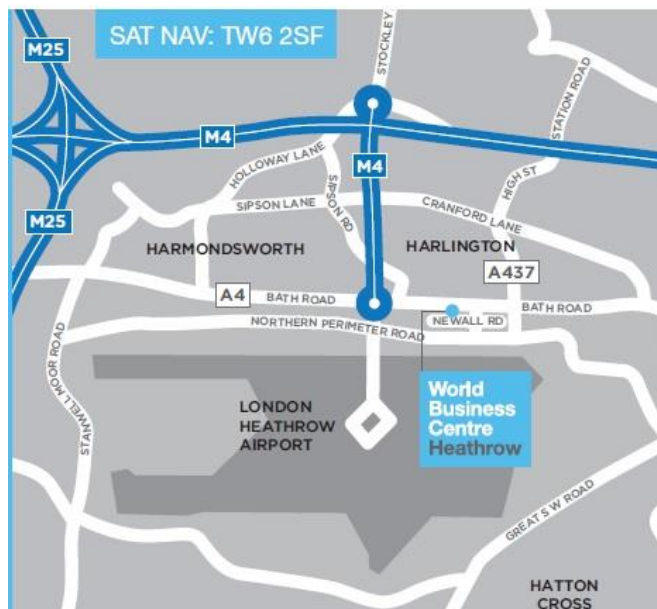 M25
SAT NAV: TW6 2SF
STOCKLEY
M4
STATION ROAD
HOLLOWAY LANE
M4
HIGH ST
SIPSON LANE
SIPSON RD
CRANFORD LANE
M25
HARMONDSWORTH
HARLINGTON
A437
A4
BATH ROAD
BATH ROAD
NEWALL RD
NORTHERN PERIMETER ROAD
STANWELL MOOR ROAD
World
Business
Centre
Heathrow
LONDON
HEATHROW
AIRPORT
GREAT S W ROAD
HATTON
CROSS